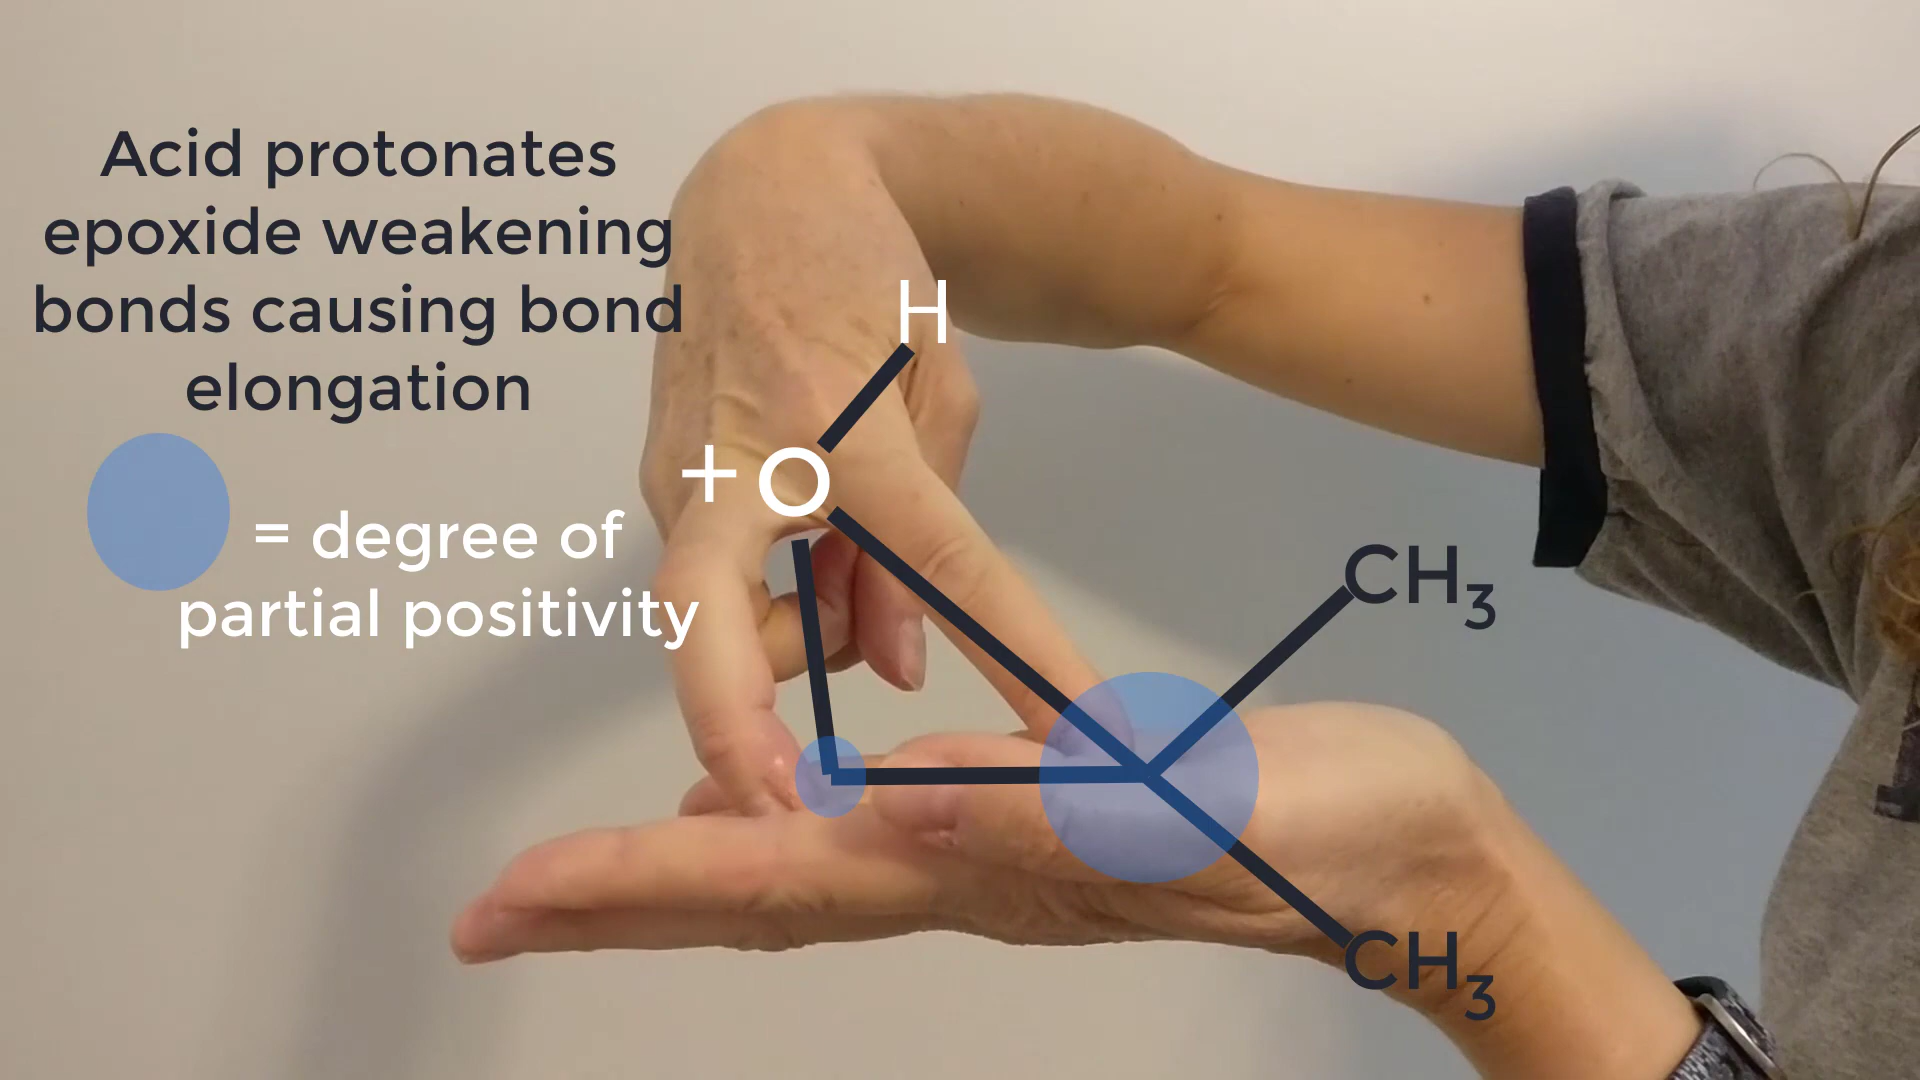 Acid protonates
epoxide weakening
bonds causing bond
elongation
= degree of
partial positivity
H
+ O
CH₃
CH₃